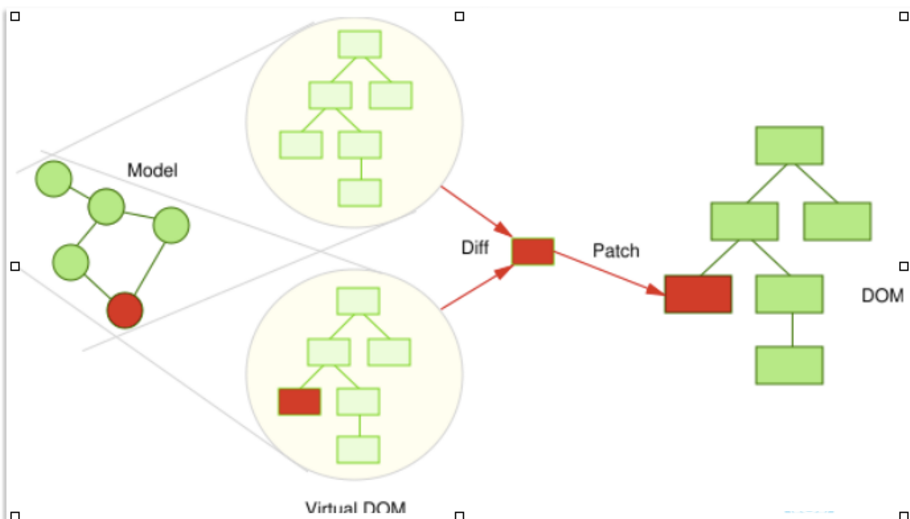 Model
Diff
Patch
DOM
Virtual DOM